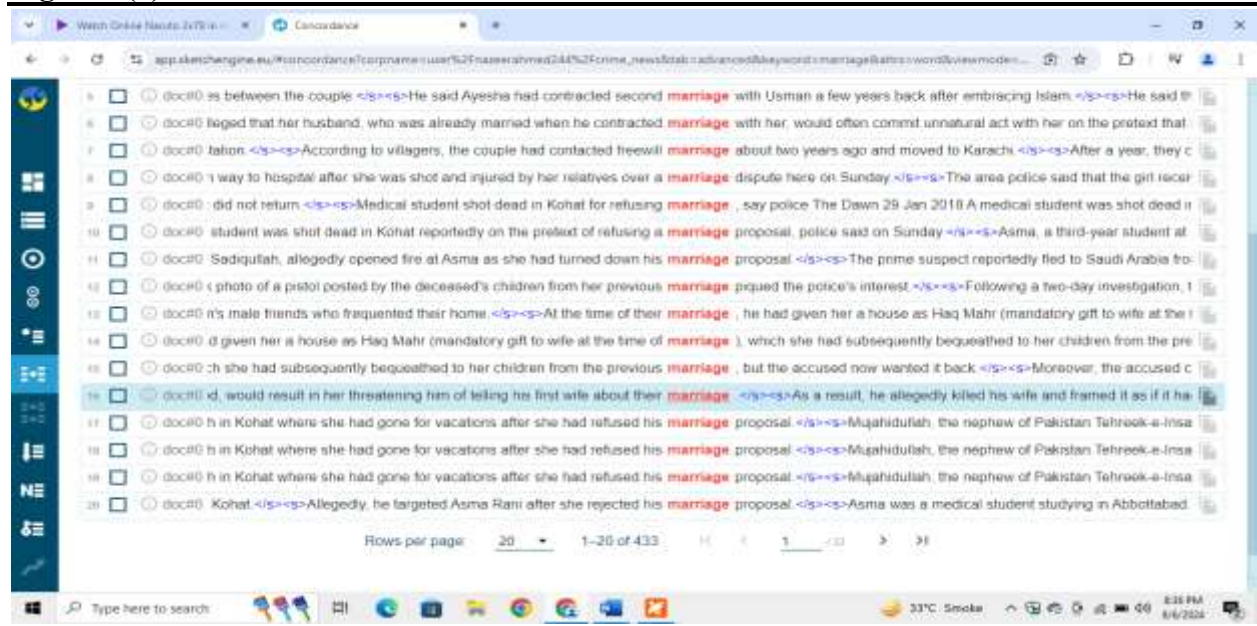 Watch Online Naruto 2x78 in
Concordance
app.sketchengine.eu/#concordance?corpname=user%2Fnazeerahmed244%2Fcrime_news&tab=advanced&keyword=marriage&attrs=word&viewmode=...
doc#0 es between the couple </s><s>He said Ayesha had contracted second marriage with Usman a few years back after embracing Islam </s><s>He said th
6 doc#0 lleged that her husband, who was already married when he contracted marriage with her, would often commit unnatural act with her on the pretext that
7 doc#0 tation </s><s>According to villagers, the couple had contacted freewill marriage about two years ago and moved to Karachi </s><s>After a year, they c
8 doc#0 way to hospital after she was shot and injured by her relatives over a marriage dispute here on Sunday </s><s>The area police said that the girl recer
9 doc#0 did not return </s><s>Medical student shot dead in Kohat for refusing marriage , say police The Dawn 29 Jan 2018 A medical student was shot dead ir
10 doc#0 student was shot dead in Kohat reportedly on the pretext of refusing a marriage proposal, police said on Sunday </s><s>Asma, a third-year student at
11 doc#0 Sadiqullah, allegedly opened fire at Asma as she had turned down his marriage proposal </s><s>The prime suspect reportedly fled to Saudi Arabia fro
12 doc#0 photo of a pistol posted by the deceased's children from her previous marriage piqued the police's interest </s><s>Following a two-day investigation, t
13 doc#0 n's male friends who frequented their home </s><s>At the time of their marriage , he had given her a house as Haq Mahr (mandatory gift to wife at the t
14 doc#0 d given her a house as Haq Mahr (mandatory gift to wife at the time of marriage ), which she had subsequently bequeathed to her children from the pre
15 doc#0 ch she had subsequently bequeathed to her children from the previous marriage , but the accused now wanted it back </s><s>Moreover, the accused c
16 doc#0 d, would result in her threatening him of telling his first wife about their marriage </s><s>As a result, he allegedly killed his wife and framed it as if it ha
17 doc#0 h in Kohat where she had gone for vacations after she had refused his marriage proposal </s><s>Mujahidullah, the nephew of Pakistan Tehreek-e-Insa
18 doc#0 h in Kohat where she had gone for vacations after she had refused his marriage proposal </s><s>Mujahidullah, the nephew of Pakistan Tehreek-e-Insa
19 doc#0 h in Kohat where she had gone for vacations after she had refused his marriage proposal </s><s>Mujahidullah, the nephew of Pakistan Tehreek-e-Insa
20 doc#0 Kohat </s><s>Allegedly, he targeted Asma Rani after she rejected his marriage proposal </s><s>Asma was a medical student studying in Abbottabad.
Rows per page: 20 1–20 of 433 1
Type here to search 33°C Smoke 8:35 PM
8/6/2024